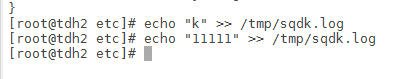 }
[root@tdh2 etc]# echo "k" >> /tmp/sqdk.log
[root@tdh2 etc]# echo "11111" >> /tmp/sqdk.log
[root@tdh2 etc]#